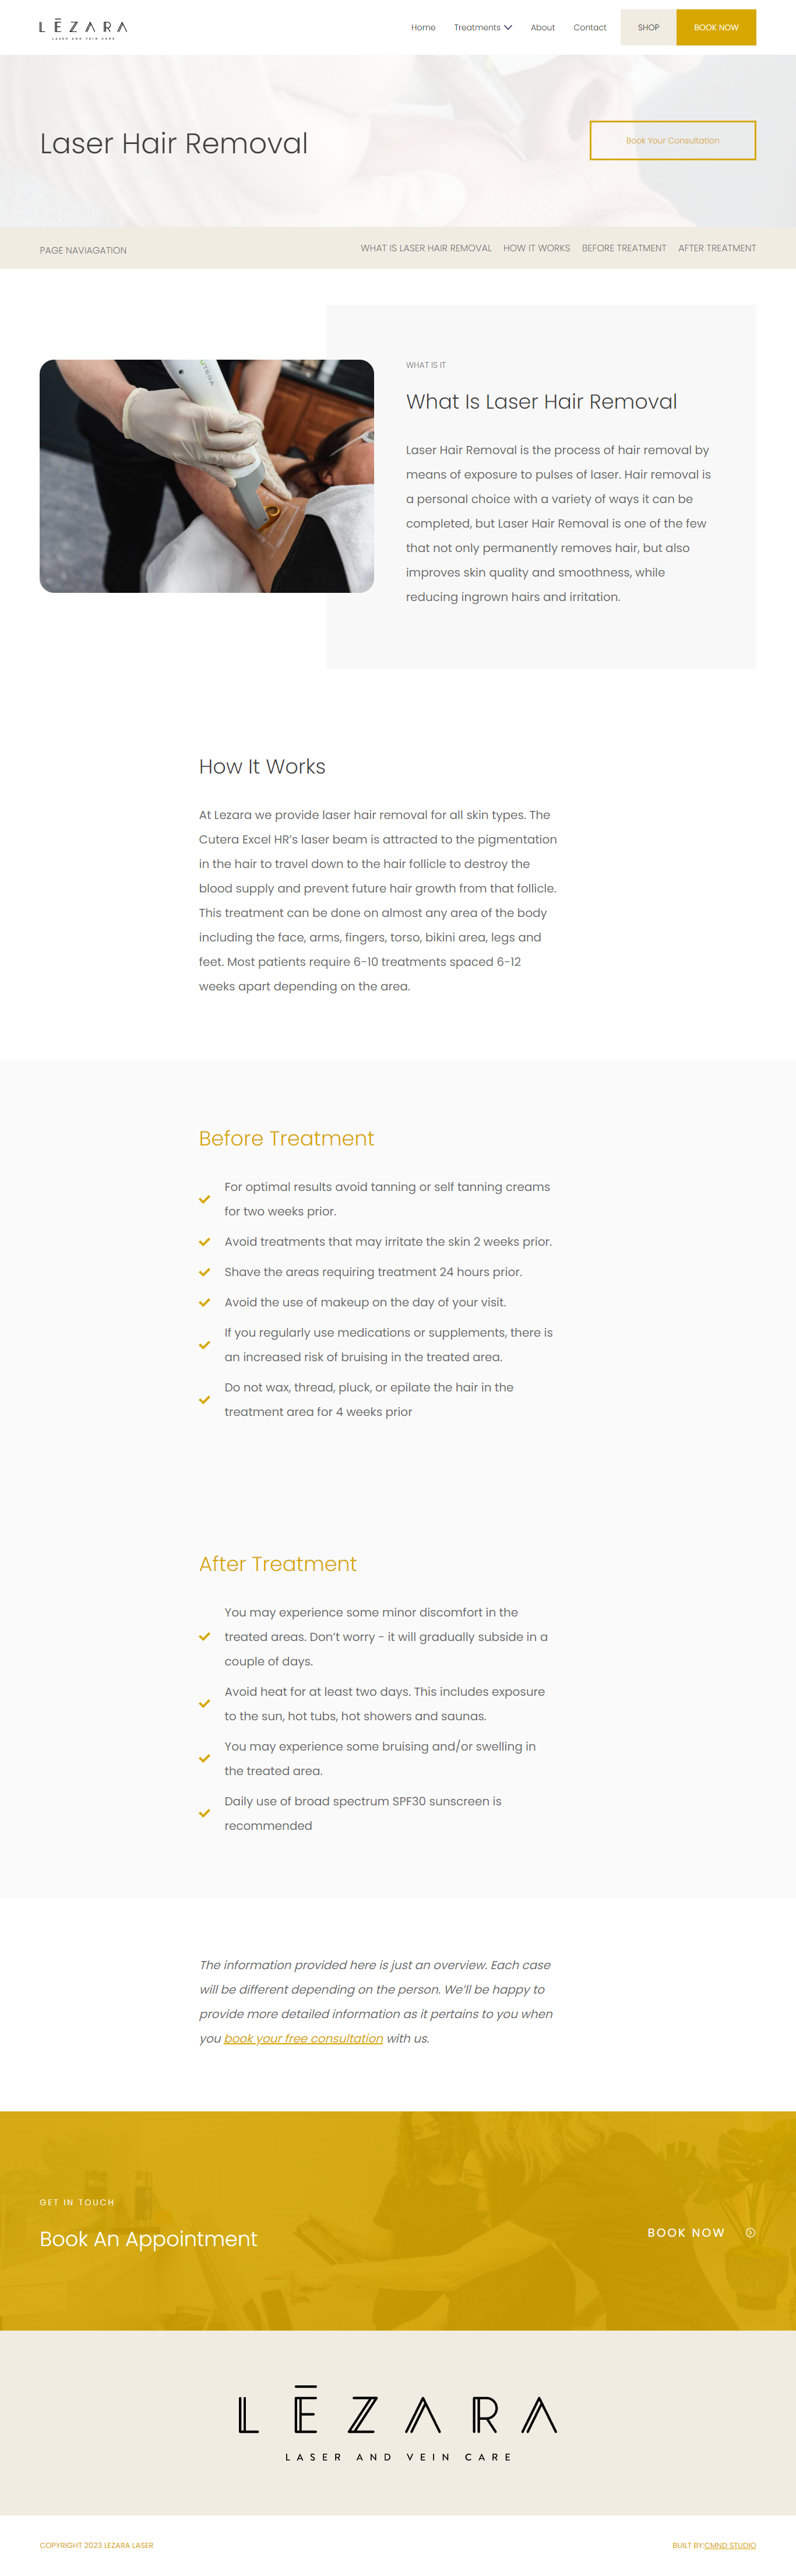 LĒZARA
LASER AND VEIN CARE
Home Treatments About Contact SHOP BOOK NOW
Laser Hair Removal
Book Your Consultation
PAGE NAVIAGATION
WHAT IS LASER HAIR REMOVAL HOW IT WORKS BEFORE TREATMENT AFTER TREATMENT
WHAT IS IT
What Is Laser Hair Removal
Laser Hair Removal is the process of hair removal by
means of exposure to pulses of laser. Hair removal is
a personal choice with a variety of ways it can be
completed, but Laser Hair Removal is one of the few
that not only permanently removes hair, but also
improves skin quality and smoothness, while
reducing ingrown hairs and irritation.
How It Works
At Lezara we provide laser hair removal for all skin types. The
Cutera Excel HR’s laser beam is attracted to the pigmentation
in the hair to travel down to the hair follicle to destroy the
blood supply and prevent future hair growth from that follicle.
This treatment can be done on almost any area of the body
including the face, arms, fingers, torso, bikini area, legs and
feet. Most patients require 6-10 treatments spaced 6-12
weeks apart depending on the area.
Before Treatment
For optimal results avoid tanning or self tanning creams
for two weeks prior.
Avoid treatments that may irritate the skin 2 weeks prior.
Shave the areas requiring treatment 24 hours prior.
Avoid the use of makeup on the day of your visit.
If you regularly use medications or supplements, there is
an increased risk of bruising in the treated area.
Do not wax, thread, pluck, or epilate the hair in the
treatment area for 4 weeks prior
After Treatment
You may experience some minor discomfort in the
treated areas. Don’t worry - it will gradually subside in a
couple of days.
Avoid heat for at least two days. This includes exposure
to the sun, hot tubs, hot showers and saunas.
You may experience some bruising and/or swelling in
the treated area.
Daily use of broad spectrum SPF30 sunscreen is
recommended
The information provided here is just an overview. Each case
will be different depending on the person. We’ll be happy to
provide more detailed information as it pertains to you when
you book your free consultation with us.
GET IN TOUCH
Book An Appointment
BOOK NOW
LĒZARA
LASER AND VEIN CARE
COPYRIGHT 2023 LEZARA LASER
BUILT BY:CMND STUDIO